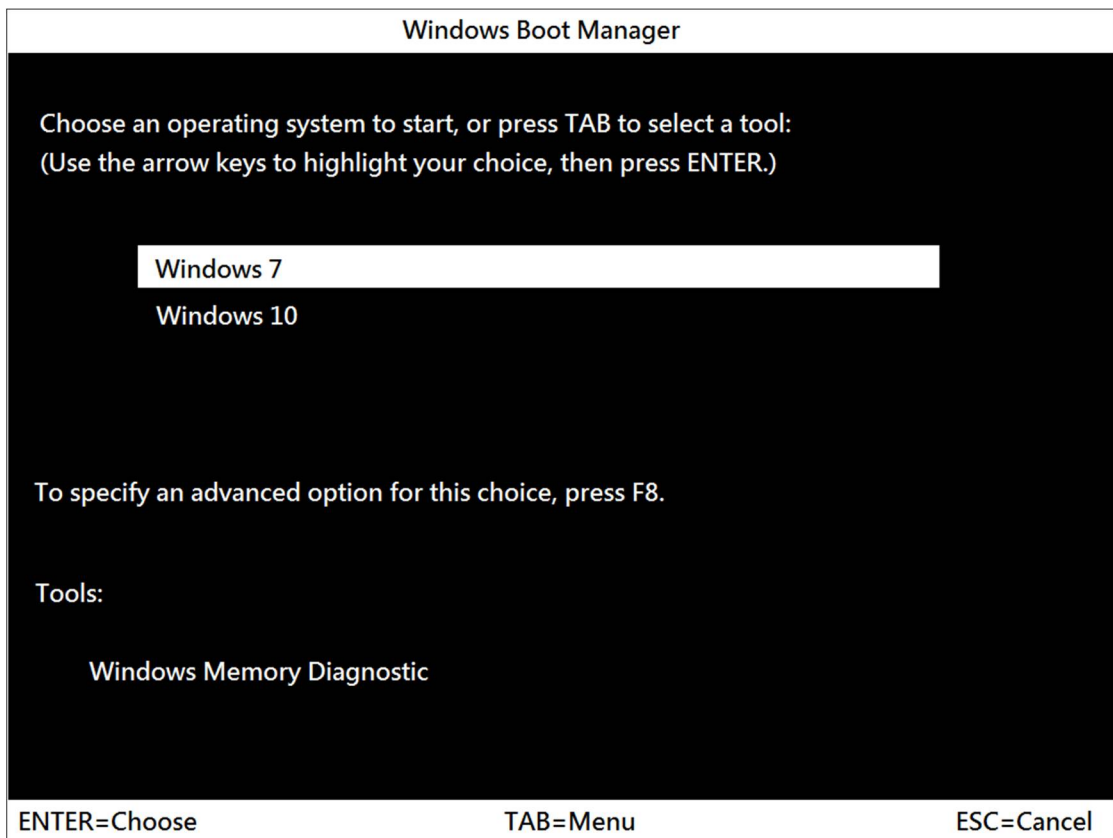 Windows Boot Manager
Choose an operating system to start, or press TAB to select a tool:
(Use the arrow keys to highlight your choice, then press ENTER.)
Windows 7
Windows 10
To specify an advanced option for this choice, press F8.
Tools:
Windows Memory Diagnostic
ENTER=Choose TAB=Menu ESC=Cancel